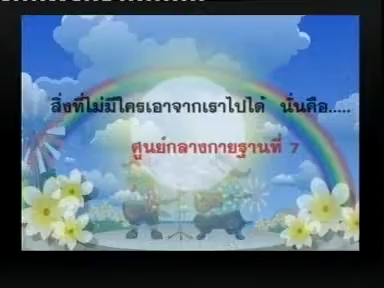 สิ่งที่ไม่มีใครเอาจากเราไปได้ นั่นคือ.....
ศูนย์กลางกายฐานที่ 7